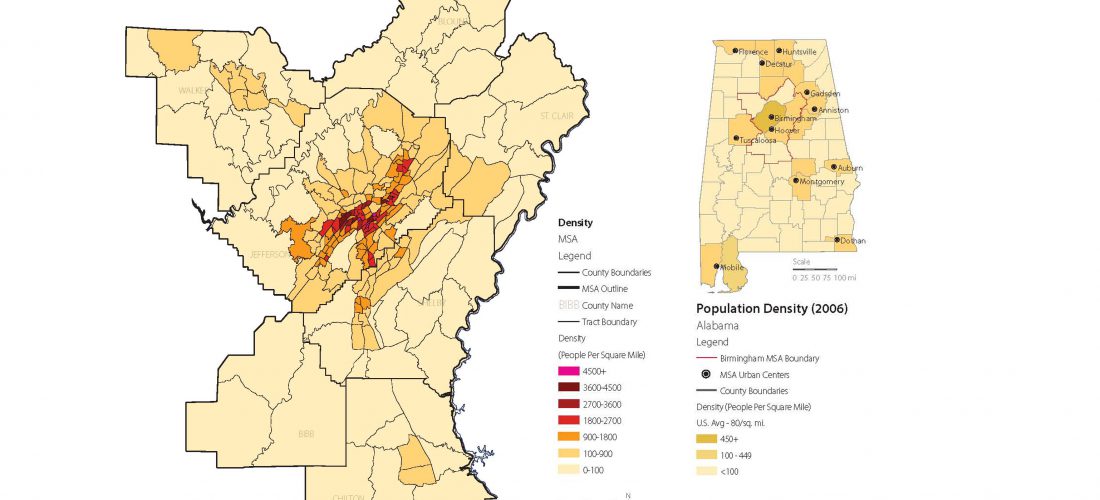 BLOUNT
WALKER
ST CLAIR
JEFFERSON
SHELBY
BIBB
CHILTON
Density
MSA
Legend
County Boundaries
MSA Outline
BIBB County Name
Tract Boundary
Density
(People Per Square Mile)
4500+
3600-4500
2700-3600
1800-2700
900-1800
100-900
0-100
N
Florence
Huntsville
Decatur
Gadsden
Anniston
Birmingham
Hoover
Tuscaloosa
Auburn
Montgomery
Dothan
Mobile
Scale
0 25 50 75 100 mi
Population Density (2006)
Alabama
Legend
Birmingham MSA Boundary
MSA Urban Centers
County Boundaries
Density (People Per Square Mile)
U.S. Avg - 80/sq. mi.
450+
100 - 449
<100